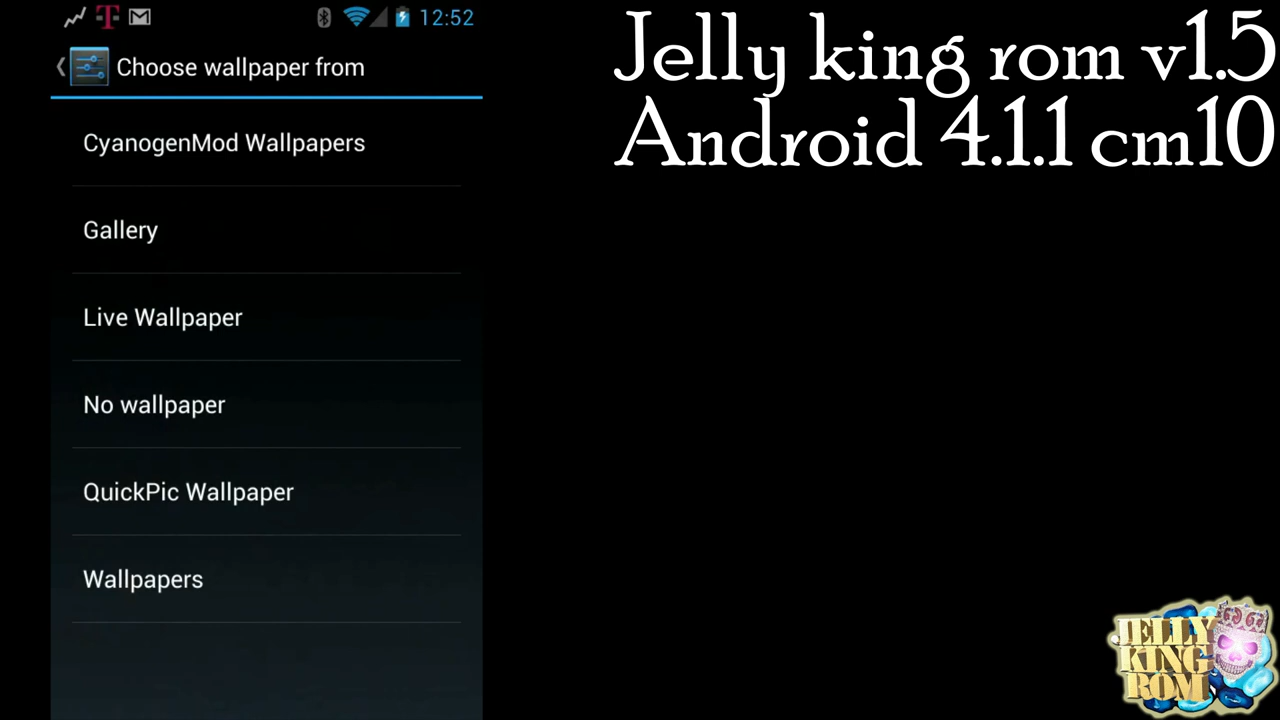 12:52
Choose wallpaper from
CyanogenMod Wallpapers
Gallery
Live Wallpaper
No wallpaper
QuickPic Wallpaper
Wallpapers
Jelly king rom v1.5
Android 4.1.1 cm10
JELLY
KING
ROM